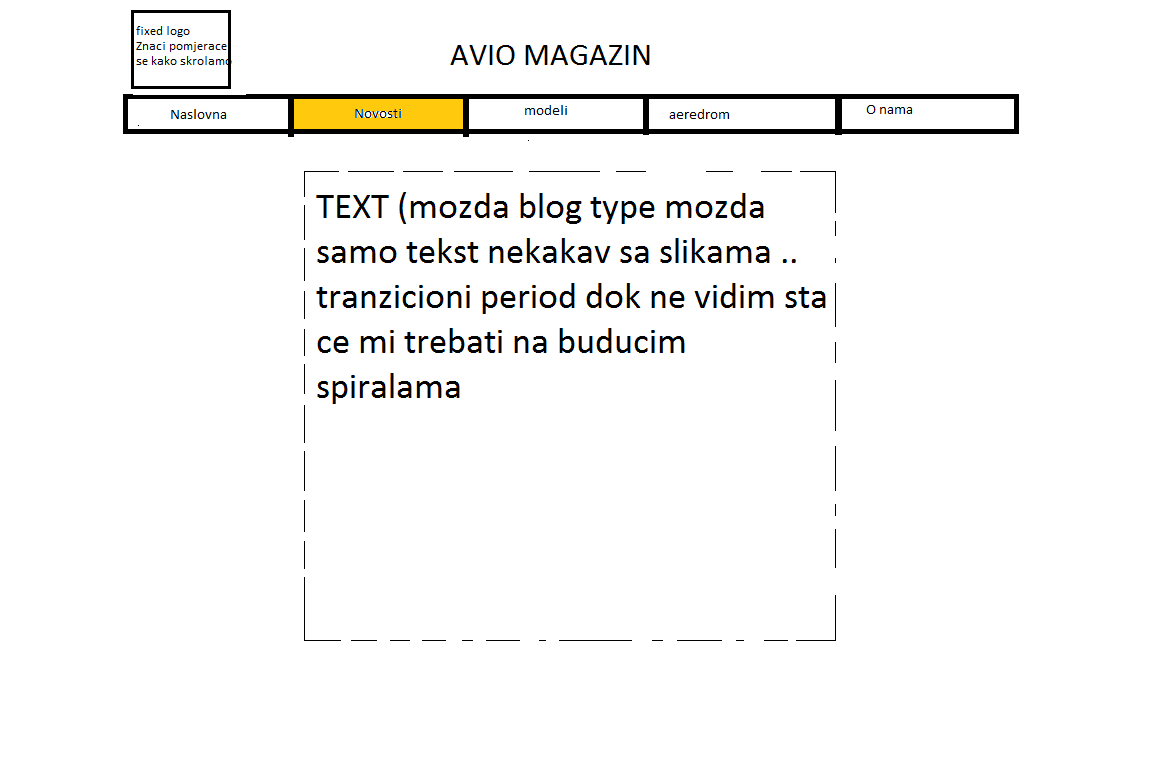 fixed logo
Znaci pomjerace
se kako skrolamo
AVIO MAGAZIN
Naslovna
Novosti
modeli
aeredrom
O nama
TEXT (mozda blog type mozda
samo tekst nekakav sa slikama ..
tranzicioni period dok ne vidim sta
ce mi trebati na buducim
spiralama